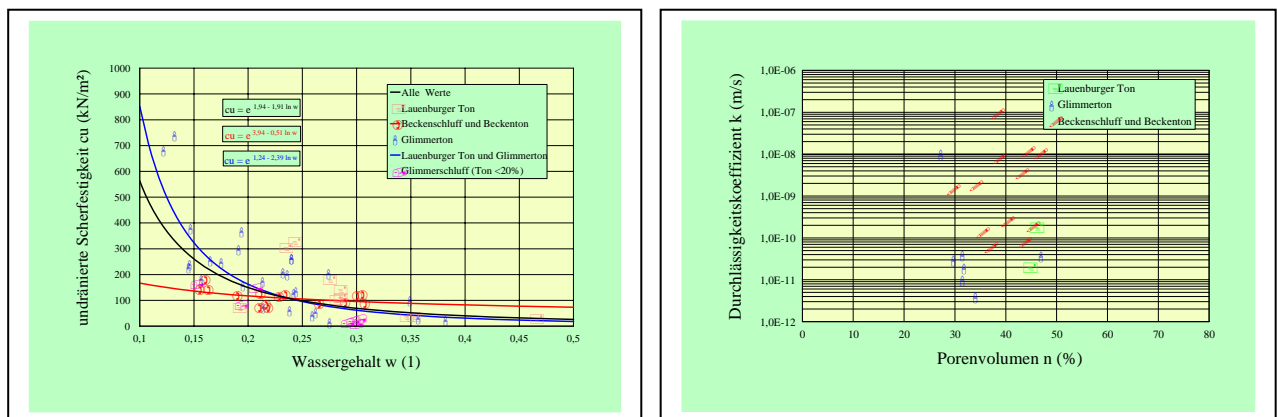 undränierte Scherfestigkeit cu (kN/m²)
1000
900
800
700
600
500
400
300
200
100
0
cu = e 1,94 - 1,91 ln w
cu = e 3,94 - 0,51 ln w
cu = e 1,24 - 2,39 ln w
Alle Werte
Lauenburger Ton
Beckenschluff und Beckenton
Glimmerton
Lauenburger Ton und Glimmerton
Glimmerschluff (Ton <20%)
0,1 0,15 0,2 0,25 0,3 0,35 0,4 0,45 0,5
Wassergehalt w (1)
Durchlässigkeitskoeffizient k (m/s)
1,0E-06
1,0E-07
1,0E-08
1,0E-09
1,0E-10
1,0E-11
1,0E-12
Lauenburger Ton
Glimmerton
Beckenschluff und Beckenton
0 10 20 30 40 50 60 70 80
Porenvolumen n (%)